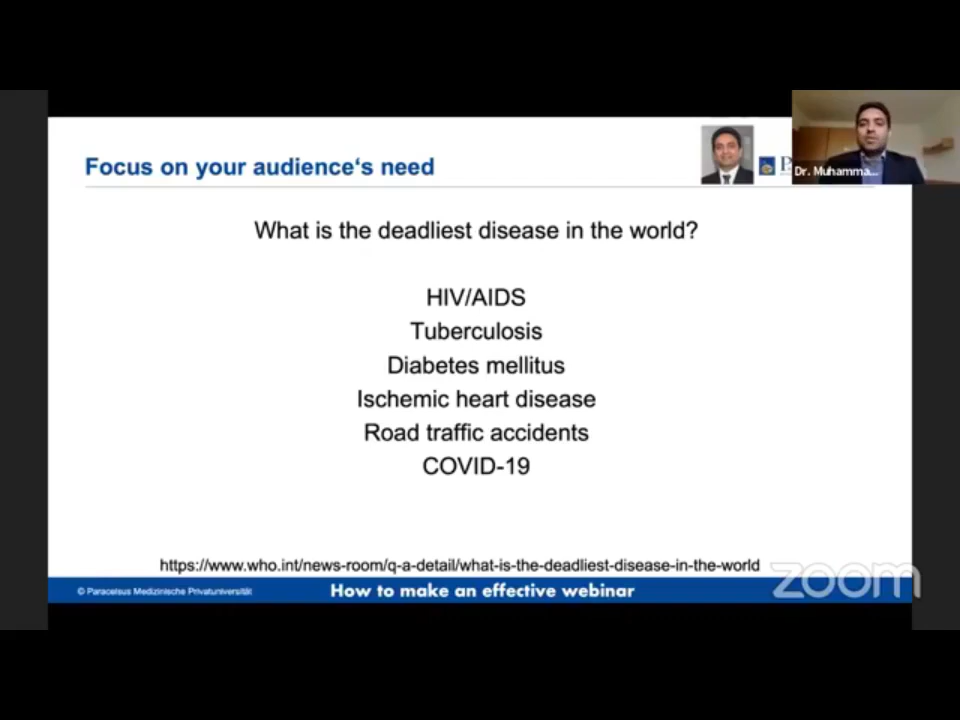 Focus on your audience‘s need
Dr. Muhamma...
What is the deadliest disease in the world?
HIV/AIDS
Tuberculosis
Diabetes mellitus
Ischemic heart disease
Road traffic accidents
COVID-19
https://www.who.int/news-room/q-a-detail/what-is-the-deadliest-disease-in-the-world
© Paracelsus Medizinische Privatuniversität
How to make an effective webinar
zoom